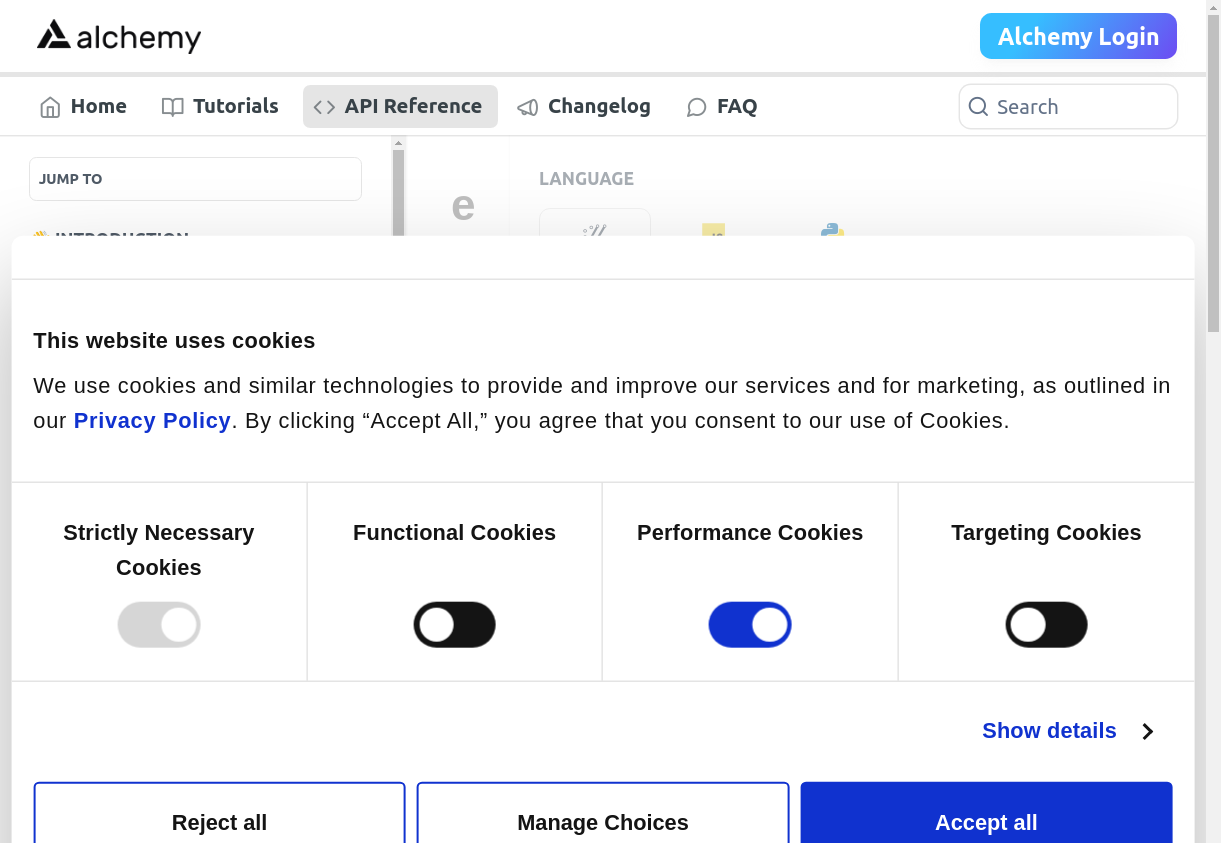 alchemy
Alchemy Login
Home
Tutorials
API Reference
Changelog
FAQ
Search
JUMP TO
e
LANGUAGE
INTRODUCTION
This website uses cookies
We use cookies and similar technologies to provide and improve our services and for marketing, as outlined in
our Privacy Policy. By clicking “Accept All,” you agree that you consent to our use of Cookies.
Strictly Necessary
Cookies
Functional Cookies
Performance Cookies
Targeting Cookies
Show details
Reject all
Manage Choices
Accept all